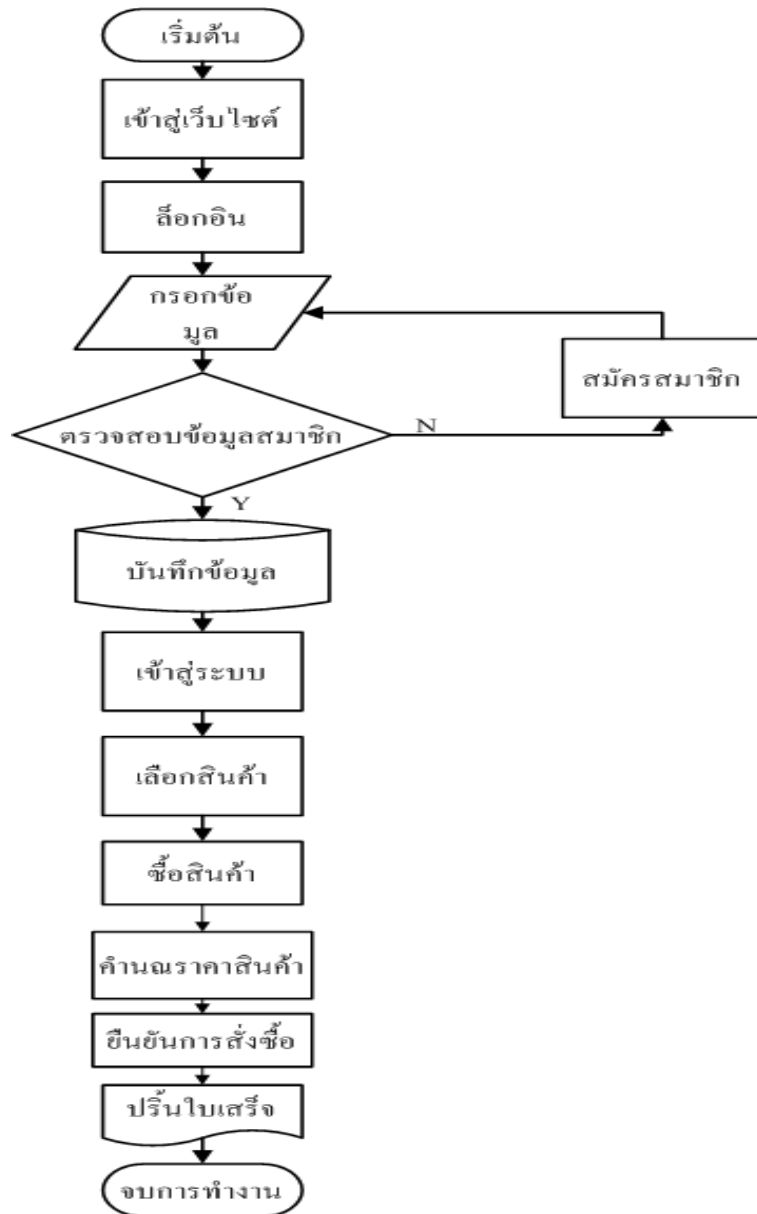 เริ่มต้น
เข้าสู่เว็บไซต์
ล็อกอิน
กรอกข้อ
มูล
สมัครสมาชิก
ตรวจสอบข้อมูลสมาชิก
N
Y
บันทึกข้อมูล
เข้าสู่ระบบ
เลือกสินค้า
ซื้อสินค้า
คำนณราคาสินค้า
ยืนยันการสั่งซื้อ
ปริ้นใบเสร็จ
จบการทำงาน